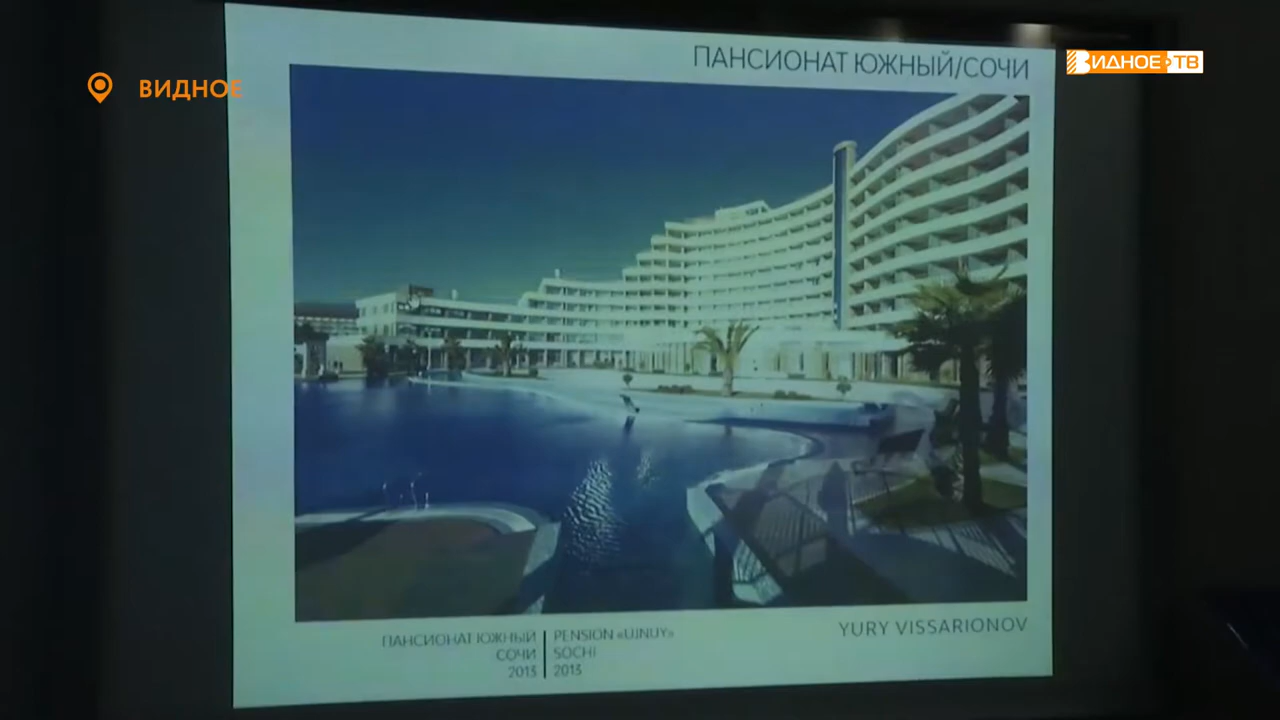 ПАНСИОНАТ ЮЖНЫЙ/СОЧИ
ВИДНОЕ ТВ
ВИДНОЕ
ПАНСИОНАТ ЮЖНЫЙ
СОЧИ
2013
PENSION «UJNUY»
SOCHI
2013
YURY VISSARIONOV